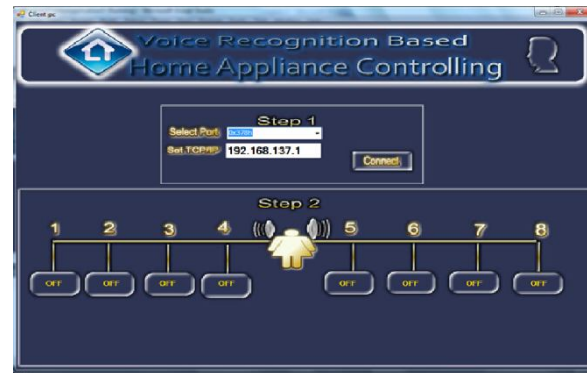 Client pc
Voice Recognition Based
Home Appliance Controlling
Step 1
Select Port 0x378h
Set TCP/IP 192.168.137.1
Connect
Step 2
1 2 3 4 5 6 7 8
OFF OFF OFF OFF OFF OFF OFF OFF